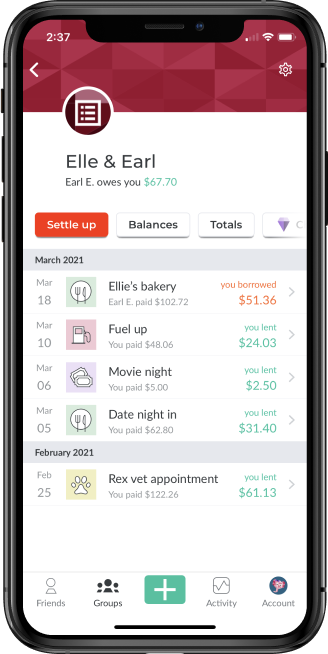 2:37
Elle & Earl
Earl E. owes you $67.70
Settle up Balances Totals
March 2021
Mar 18 Ellie's bakery you borrowed
Earl E. paid $102.72 $51.36
Mar 10 Fuel up you lent
You paid $48.06 $24.03
Mar 06 Movie night you lent
You paid $5.00 $2.50
Mar 05 Date night in you lent
You paid $62.80 $31.40
February 2021
Feb 25 Rex vet appointment you lent
You paid $122.26 $61.13
Friends Groups Activity Account